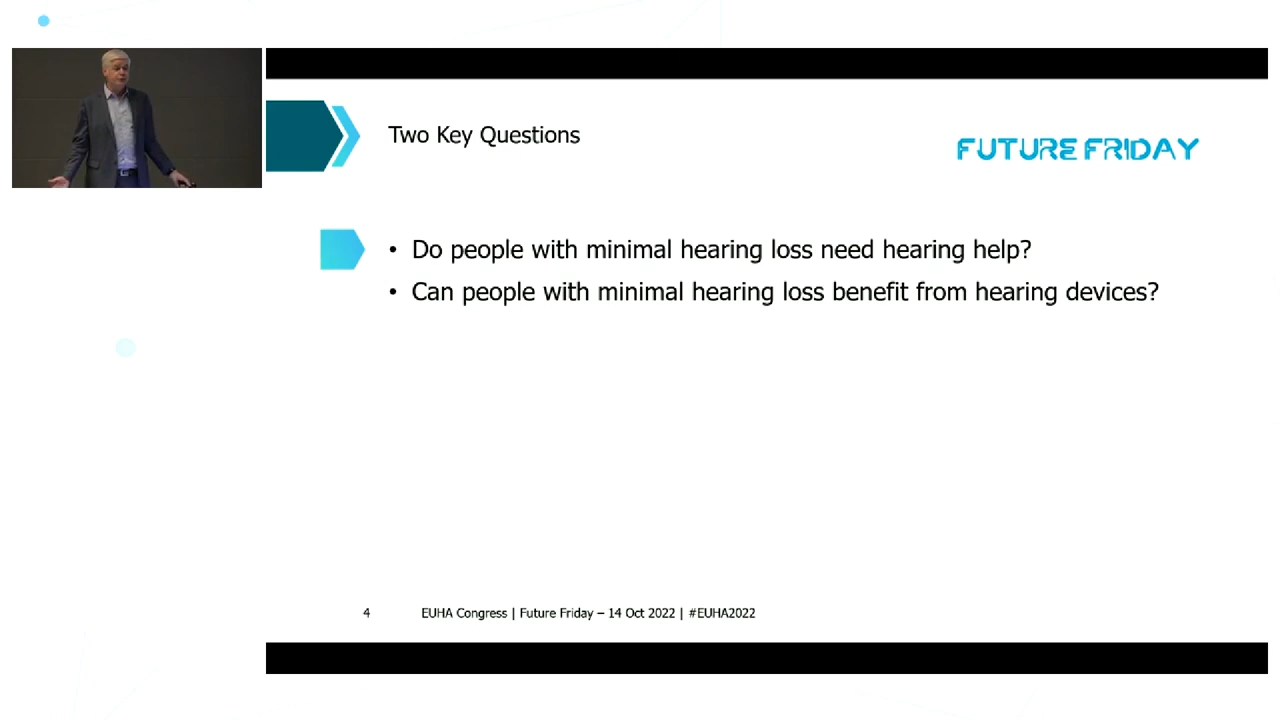 Two Key Questions
FUTURE FRIDAY
• Do people with minimal hearing loss need hearing help?
• Can people with minimal hearing loss benefit from hearing devices?
4 EUHA Congress | Future Friday – 14 Oct 2022 | #EUHA2022